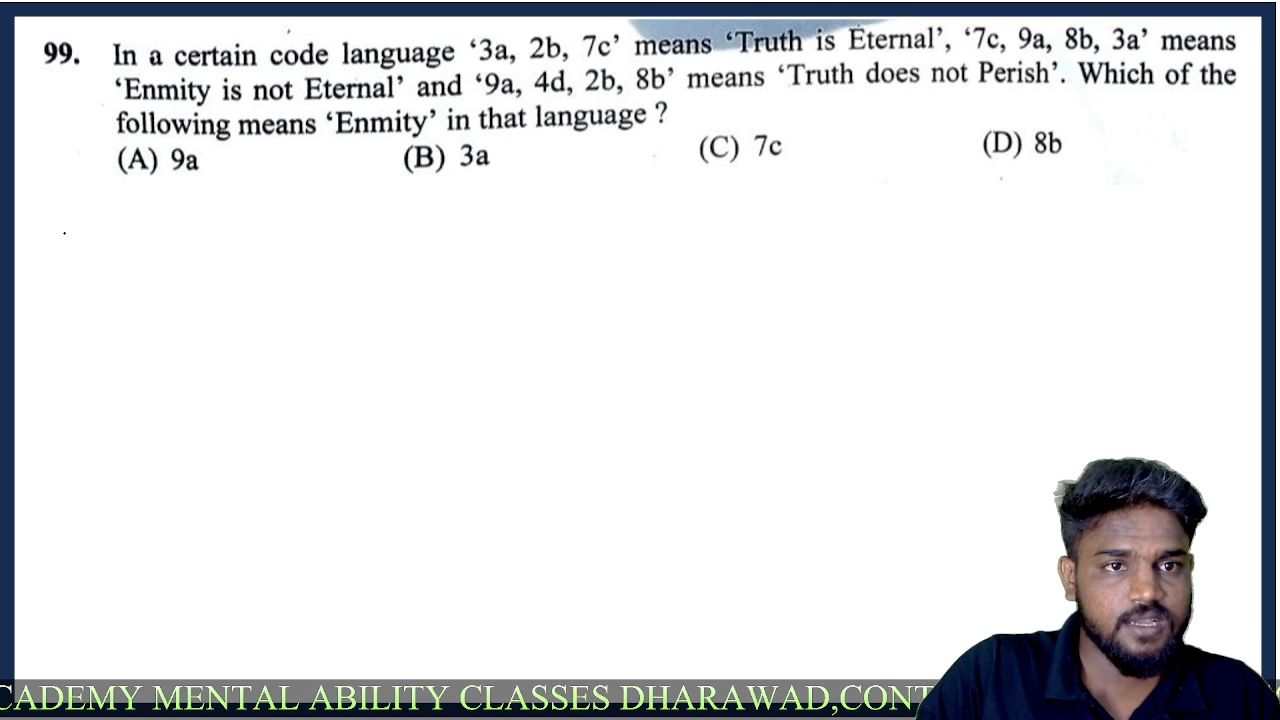 99. In a certain code language ‘3a, 2b, 7c’ means ‘Truth is Eternal’, ‘7c, 9a, 8b, 3a’ means
‘Enmity is not Eternal’ and ‘9a, 4d, 2b, 8b’ means ‘Truth does not Perish’. Which of the
following means ‘Enmity’ in that language ?
(A) 9a (B) 3a (C) 7c (D) 8b
CADEMY MENTAL ABILITY CLASSES DHARAWAD,CONT